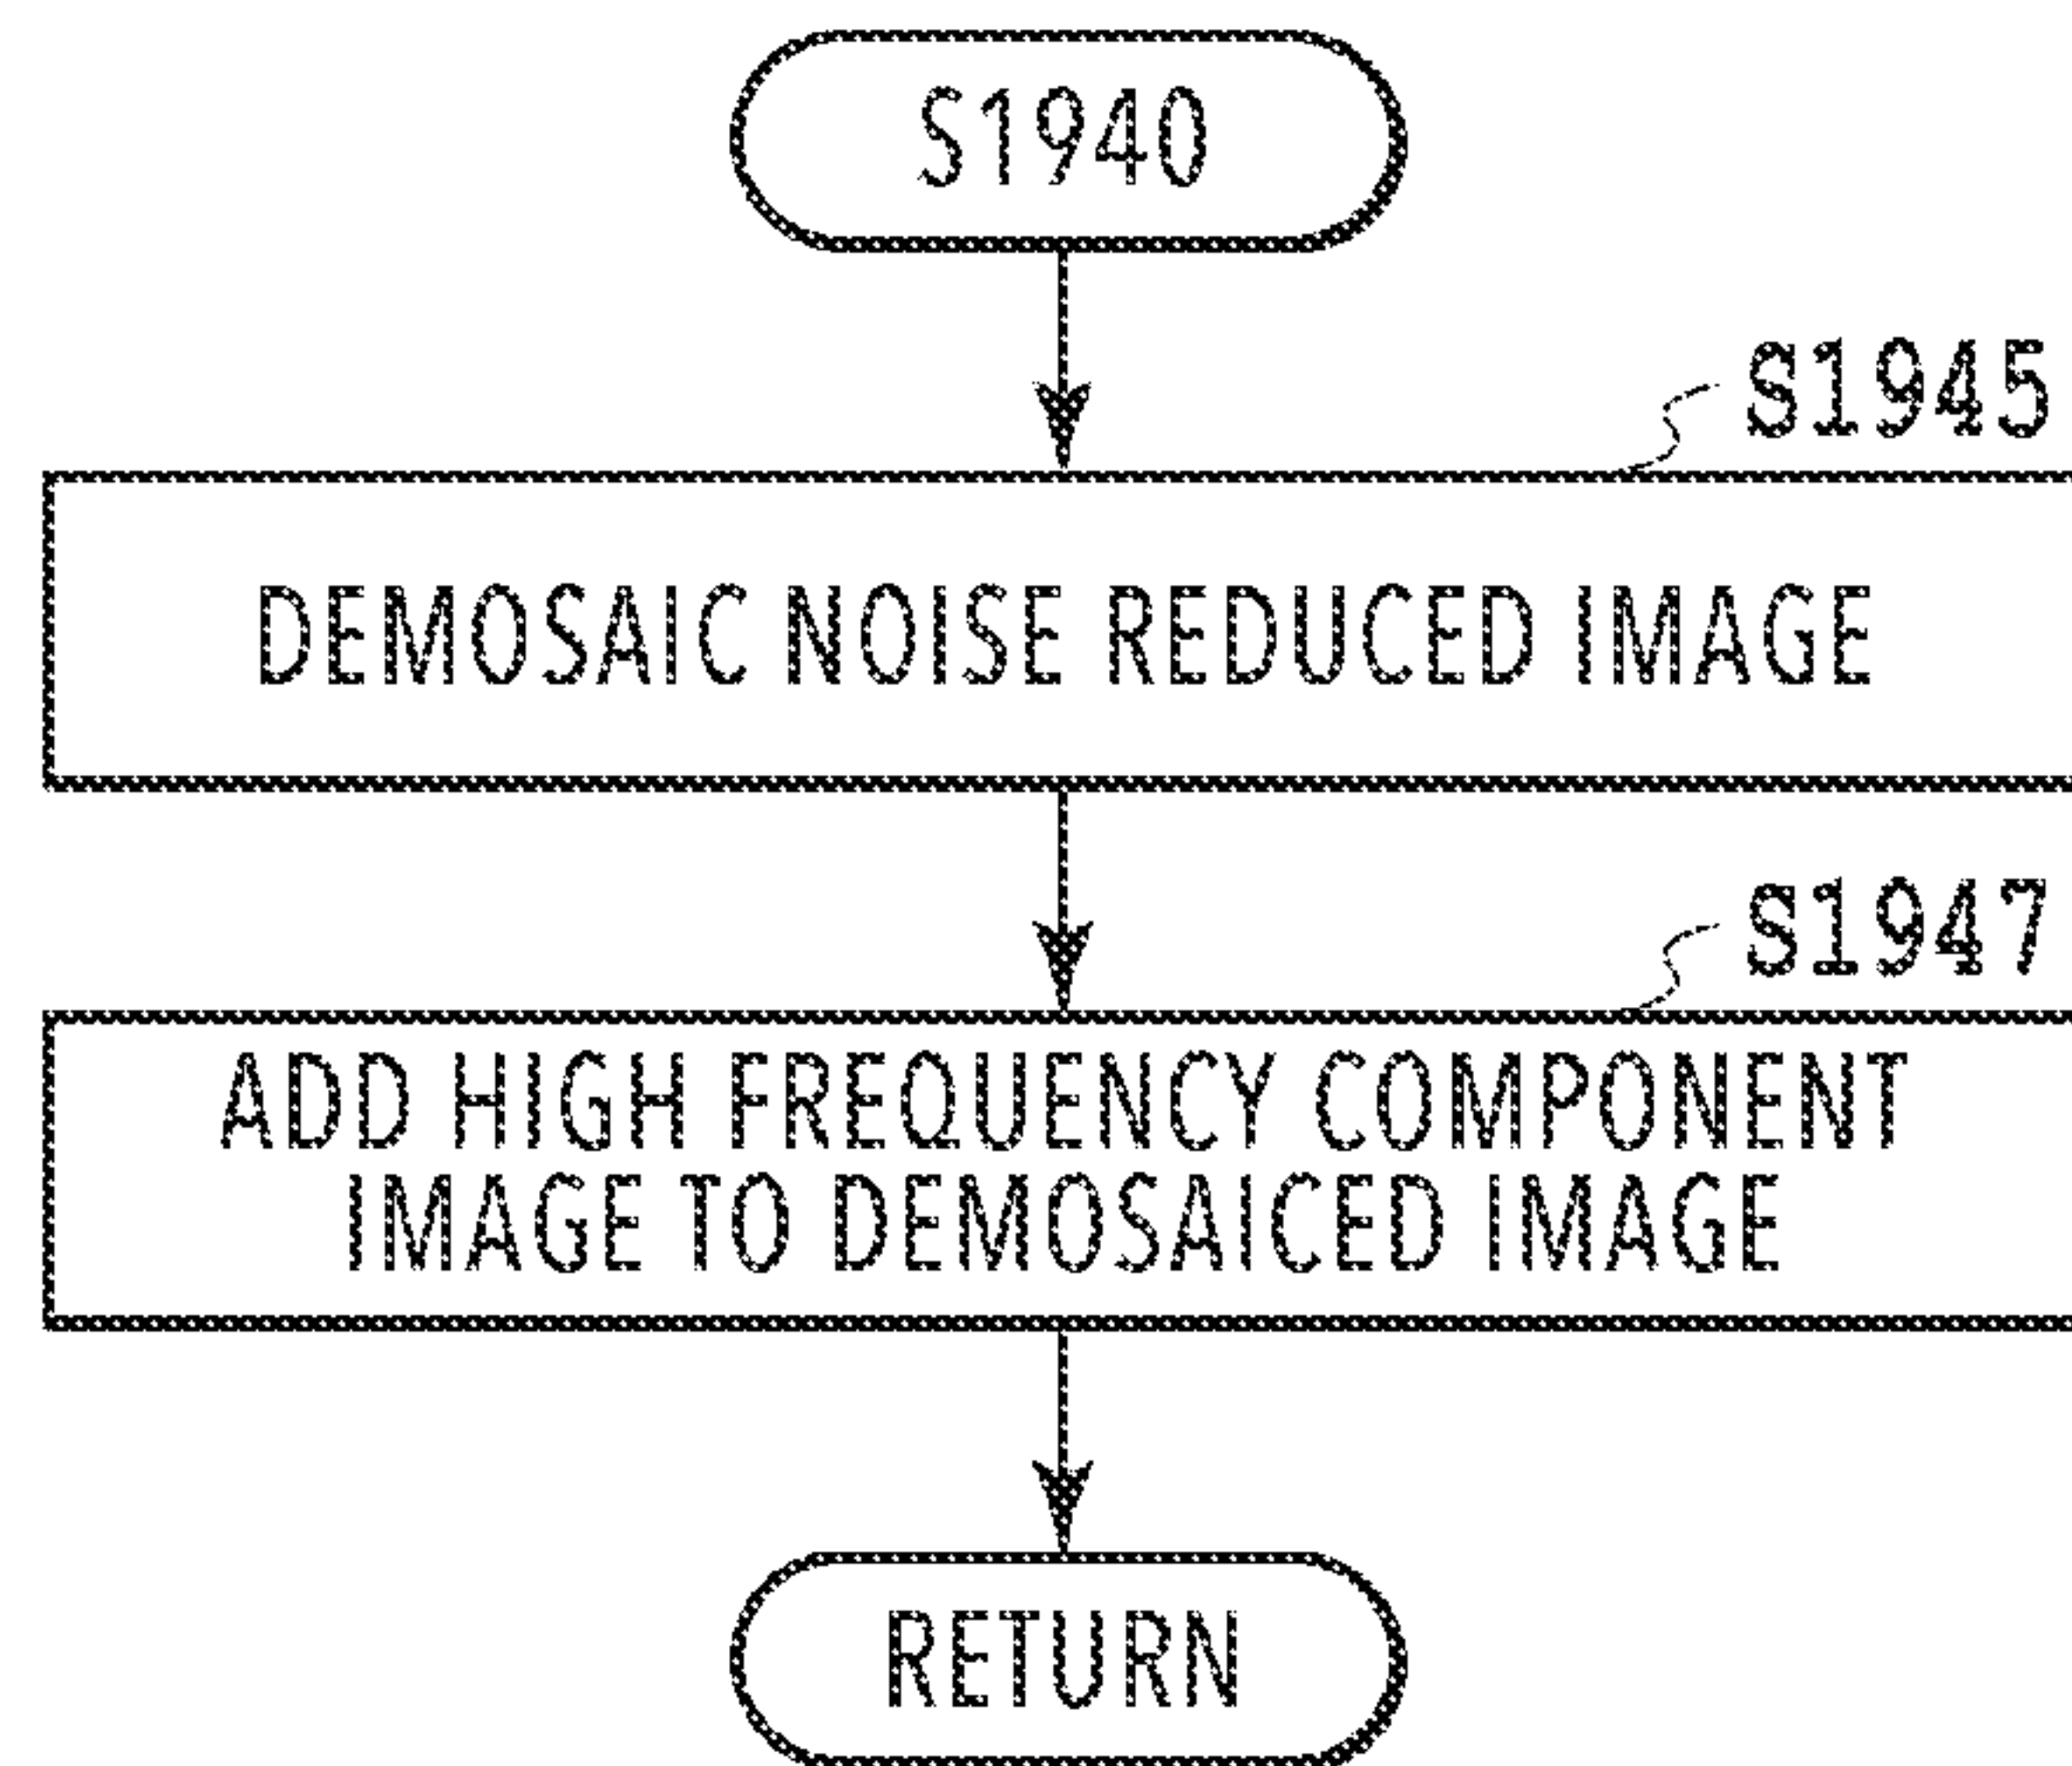 S1940
S1945
DEMOSAIC NOISE REDUCED IMAGE
S1947
ADD HIGH FREQUENCY COMPONENT
IMAGE TO DEMOSAICED IMAGE
RETURN